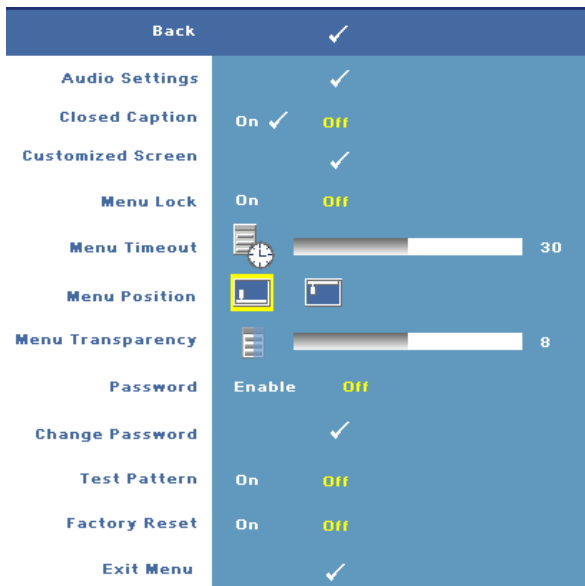 Back
Audio Settings
Closed Caption On Off
Customized Screen
Menu Lock On Off
Menu Timeout 30
Menu Position
Menu Transparency 8
Password Enable Off
Change Password
Test Pattern On Off
Factory Reset On Off
Exit Menu